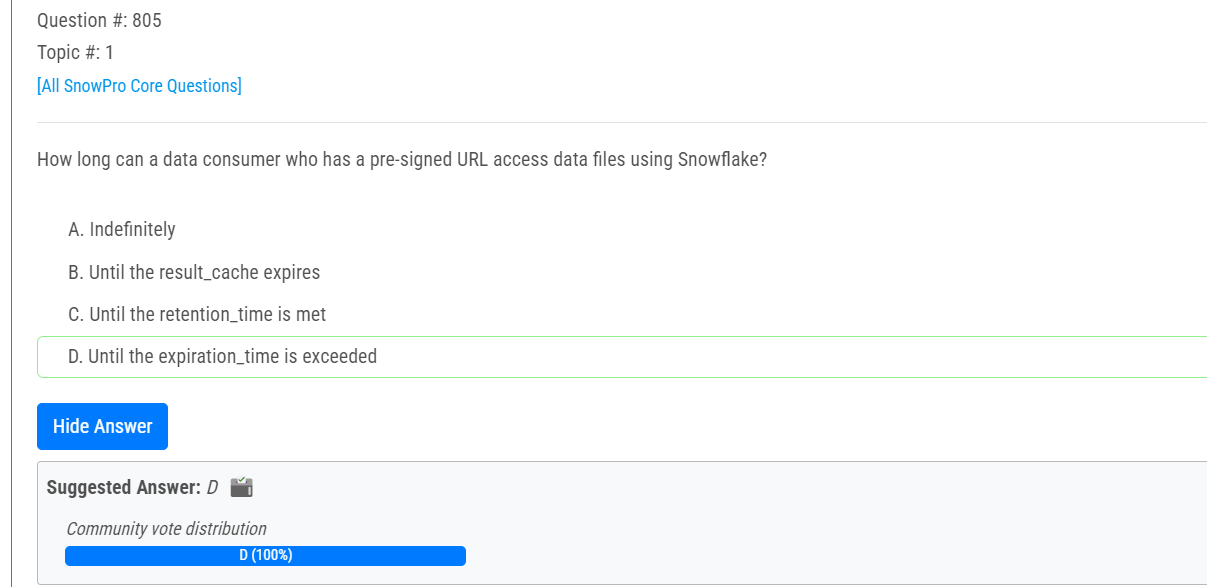 Question #: 805
Topic #: 1
[All SnowPro Core Questions]
How long can a data consumer who has a pre-signed URL access data files using Snowflake?
A. Indefinitely
B. Until the result_cache expires
C. Until the retention_time is met
D. Until the expiration_time is exceeded
Hide Answer
Suggested Answer: D
Community vote distribution
D (100%)